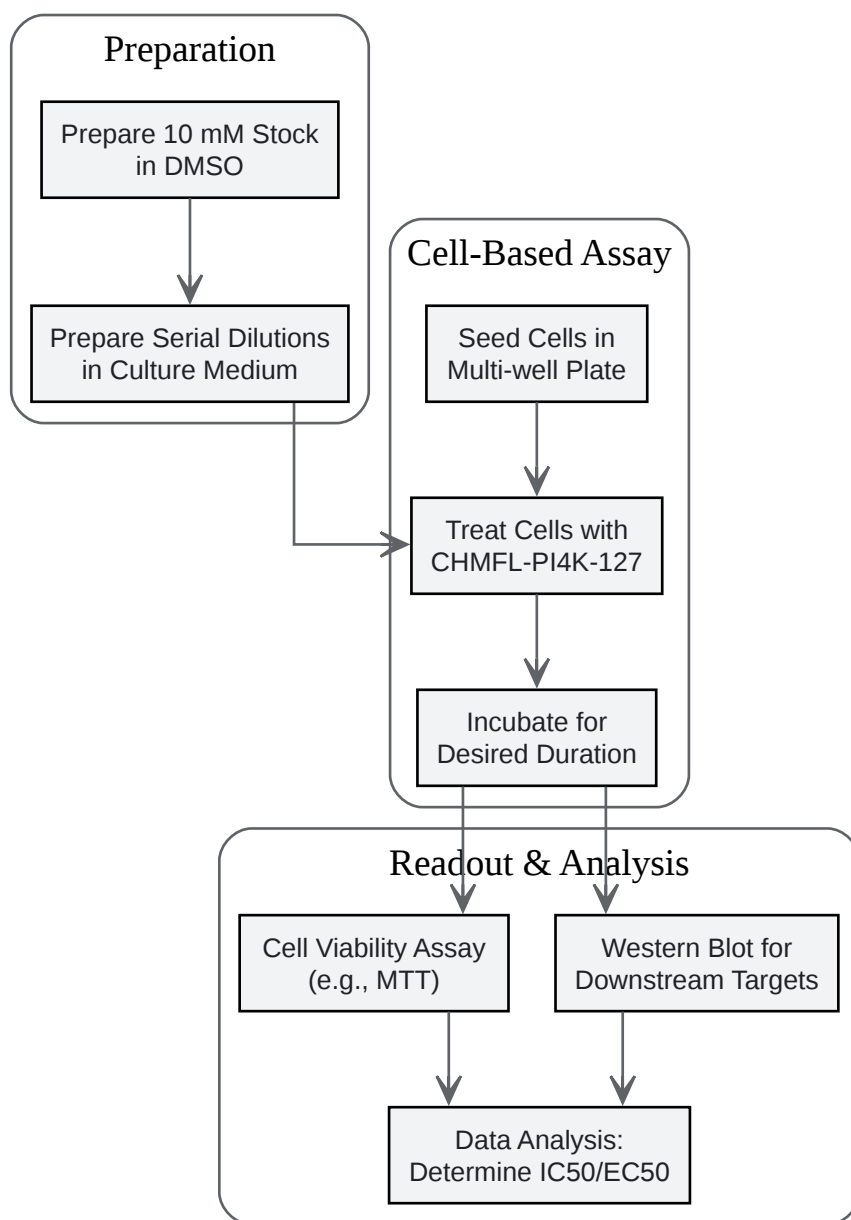 Preparation
Prepare 10 mM Stock
in DMSO
Prepare Serial Dilutions
in Culture Medium
Cell-Based Assay
Seed Cells in
Multi-well Plate
Treat Cells with
CHMFL-PI4K-127
Incubate for
Desired Duration
Readout & Analysis
Cell Viability Assay
(e.g., MTT)
Western Blot for
Downstream Targets
Data Analysis:
Determine IC50/EC50